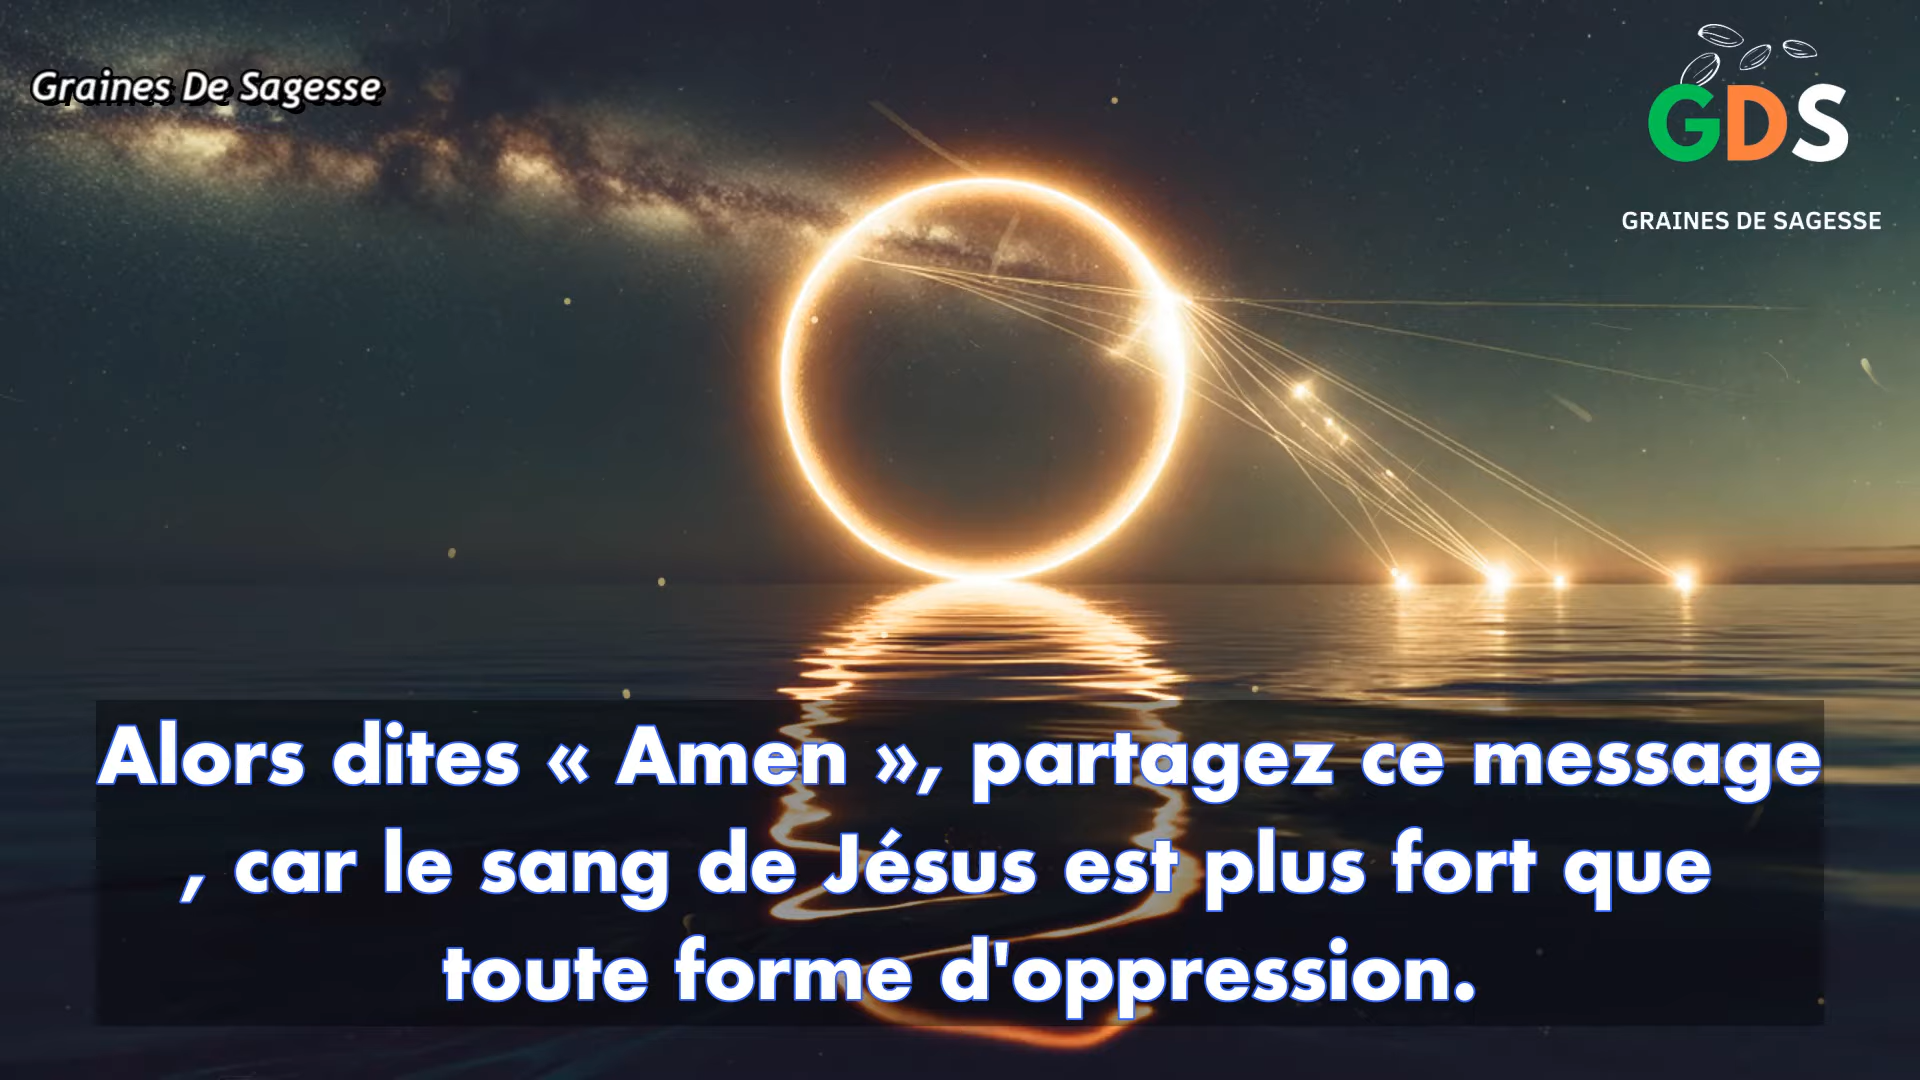 Graines De Sagesse
GDS
GRAINES DE SAGESSE
Alors dites « Amen », partagez ce message
, car le sang de Jésus est plus fort que
toute forme d'oppression.